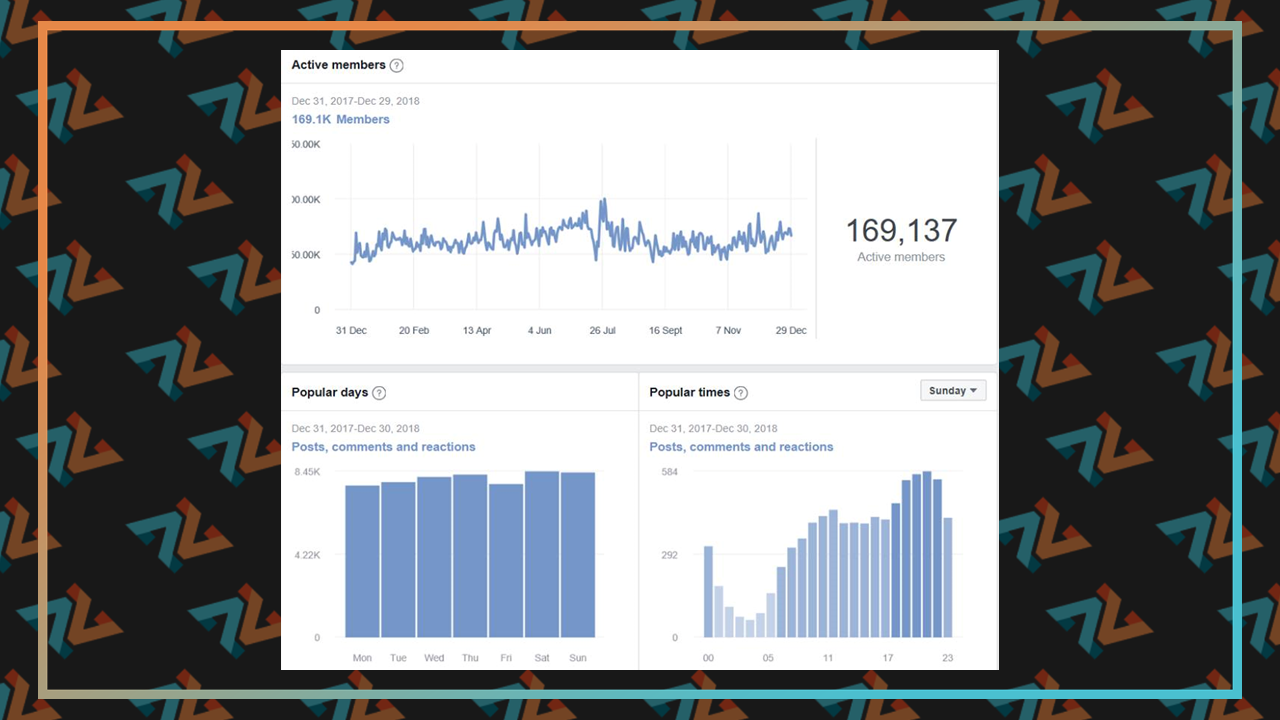 Active members ?
Dec 31, 2017-Dec 29, 2018
169.1K Members
50.00K
00.00K
50.00K
0
31 Dec 20 Feb 13 Apr 4 Jun 26 Jul 16 Sept 7 Nov 29 Dec
169,137
Active members
Popular days ?
Dec 31, 2017-Dec 30, 2018
Posts, comments and reactions
8.45K
4.22K
0
Mon Tue Wed Thu Fri Sat Sun
Popular times ?
Sunday
Dec 31, 2017-Dec 30, 2018
Posts, comments and reactions
584
292
0
00 05 11 17 23